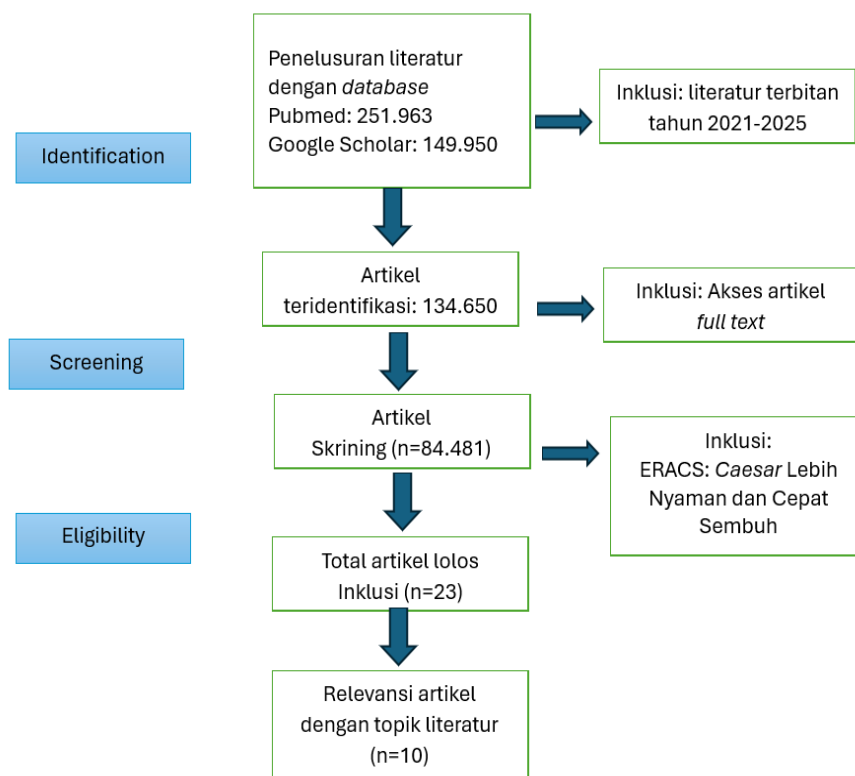 Penelusuran literatur
dengan database
Pubmed: 251.963
Google Scholar: 149.950
Inklusi: literatur terbitan
tahun 2021-2025
Identification
Artikel
teridentifikasi: 134.650
Inklusi: Akses artikel
full text
Screening
Artikel
Skrining (n=84.481)
Inklusi:
ERACS: Caesar Lebih
Nyaman dan Cepat
Sembuh
Eligibility
Total artikel lolos
Inklusi (n=23)
Relevansi artikel
dengan topik literatur
(n=10)